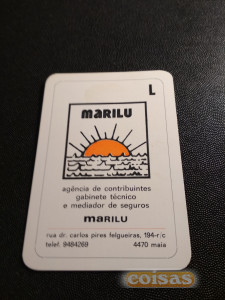 L
maRILU
agência de contribuintes
gabinete técnico
e mediador de seguros
maRILU
rua dr. carlos pires felgueiras, 194-r/c
telef. 9484269 4470 maia
coisas